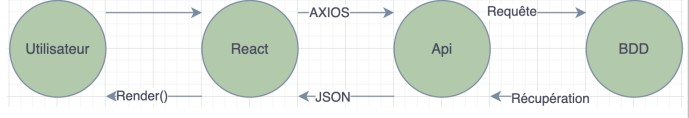 AXIOS
Requête
Utilisateur
React
Api
BDD
Render()
JSON
Récupération